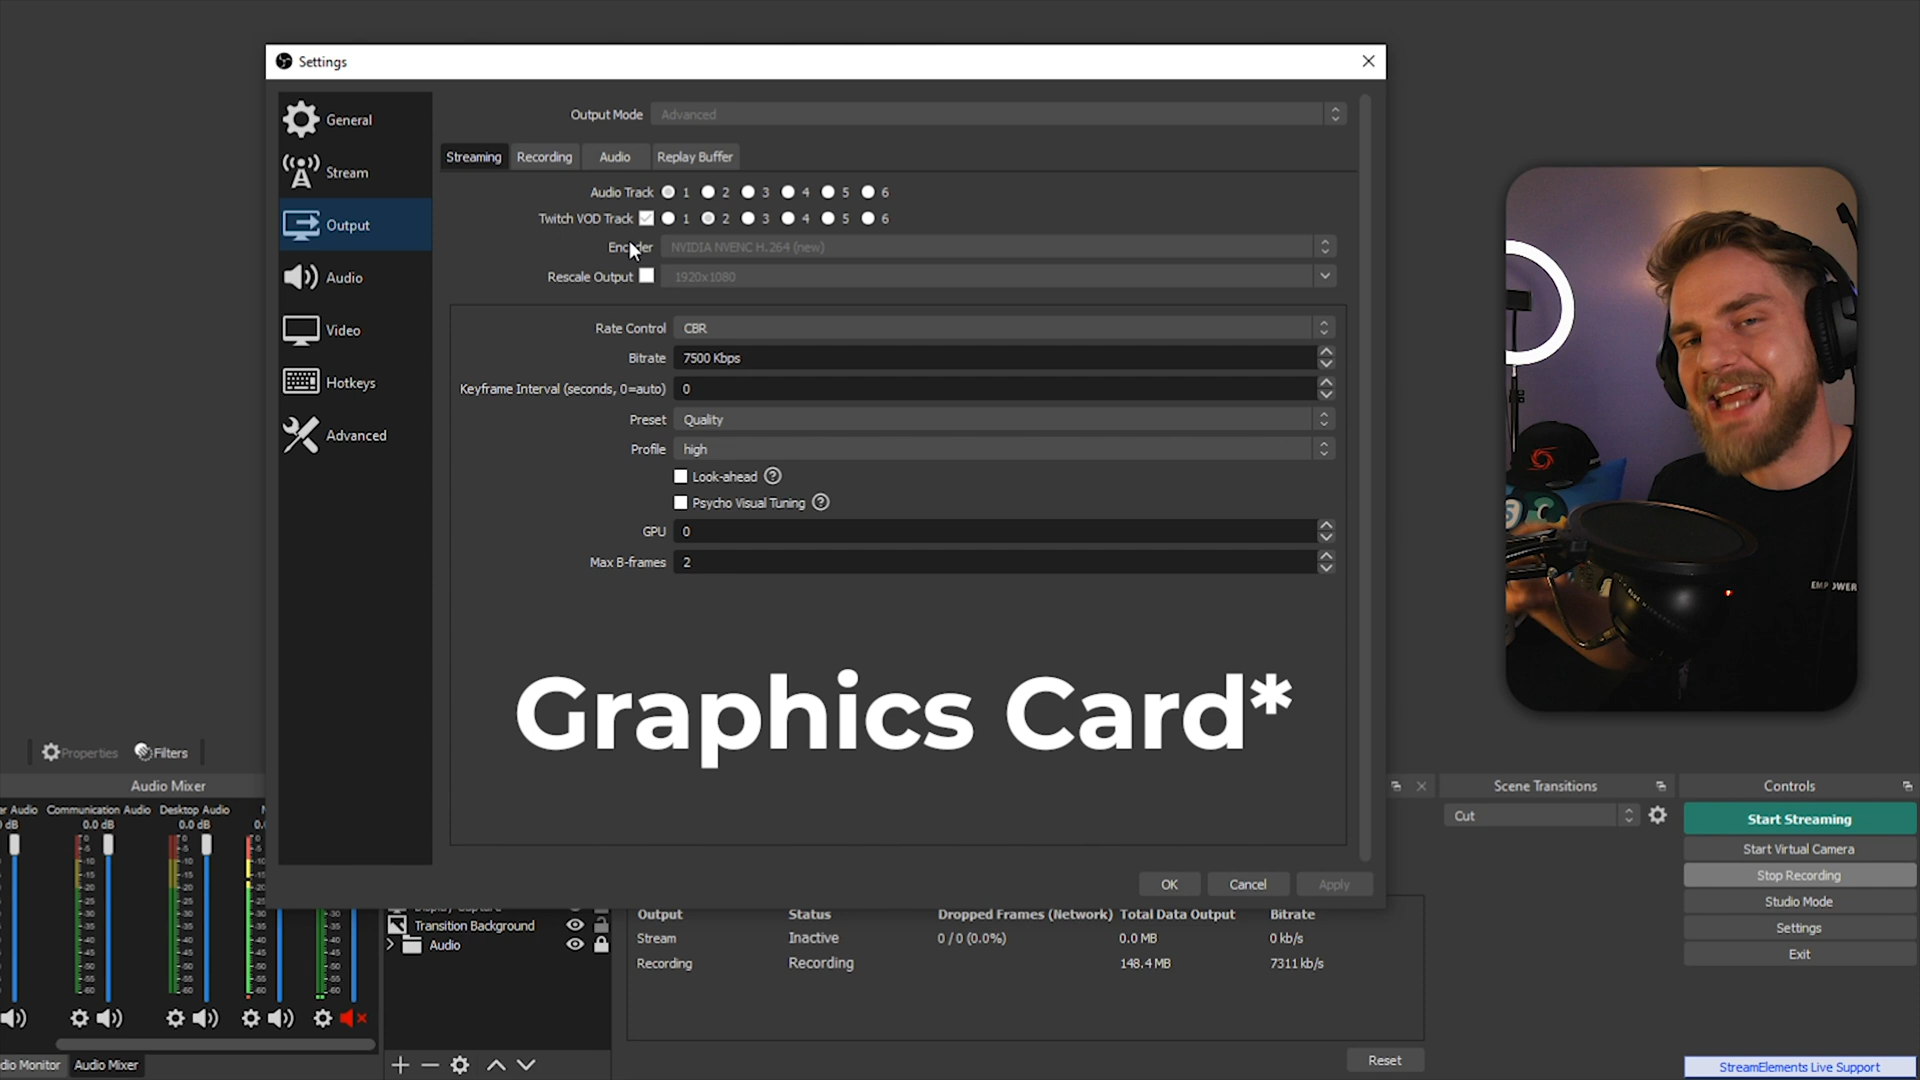 Settings
General
Stream
Output
Audio
Video
Hotkeys
Advanced
Output Mode Advanced
Streaming Recording Audio Replay Buffer
Audio Track 1 2 3 4 5 6
Twitch VOD Track 1 2 3 4 5 6
Encoder NVIDIA NVENC H.264 (new)
Rescale Output 1920x1080
Rate Control CBR
Bitrate 7500 Kbps
Keyframe Interval (seconds, 0=auto) 0
Preset Quality
Profile high
Look-ahead ?
Psycho Visual Tuning ?
GPU 0
Max B-frames 2
Graphics Card*
OK Cancel Apply
Properties Filters
Audio Mixer
er Audio Communication Audio Desktop Audio
dB 0.0 dB 0.0 dB 0.
Transition Background
Audio
dio Monitor Audio Mixer
Output Status Dropped Frames (Network) Total Data Output Bitrate
Stream Inactive 0 / 0 (0.0%) 0.0 MB 0 kb/s
Recording Recording 148.4 MB 7311 kb/s
Reset
Scene Transitions
Cut
Controls
Start Streaming
Start Virtual Camera
Stop Recording
Studio Mode
Settings
Exit
StreamElements Live Support